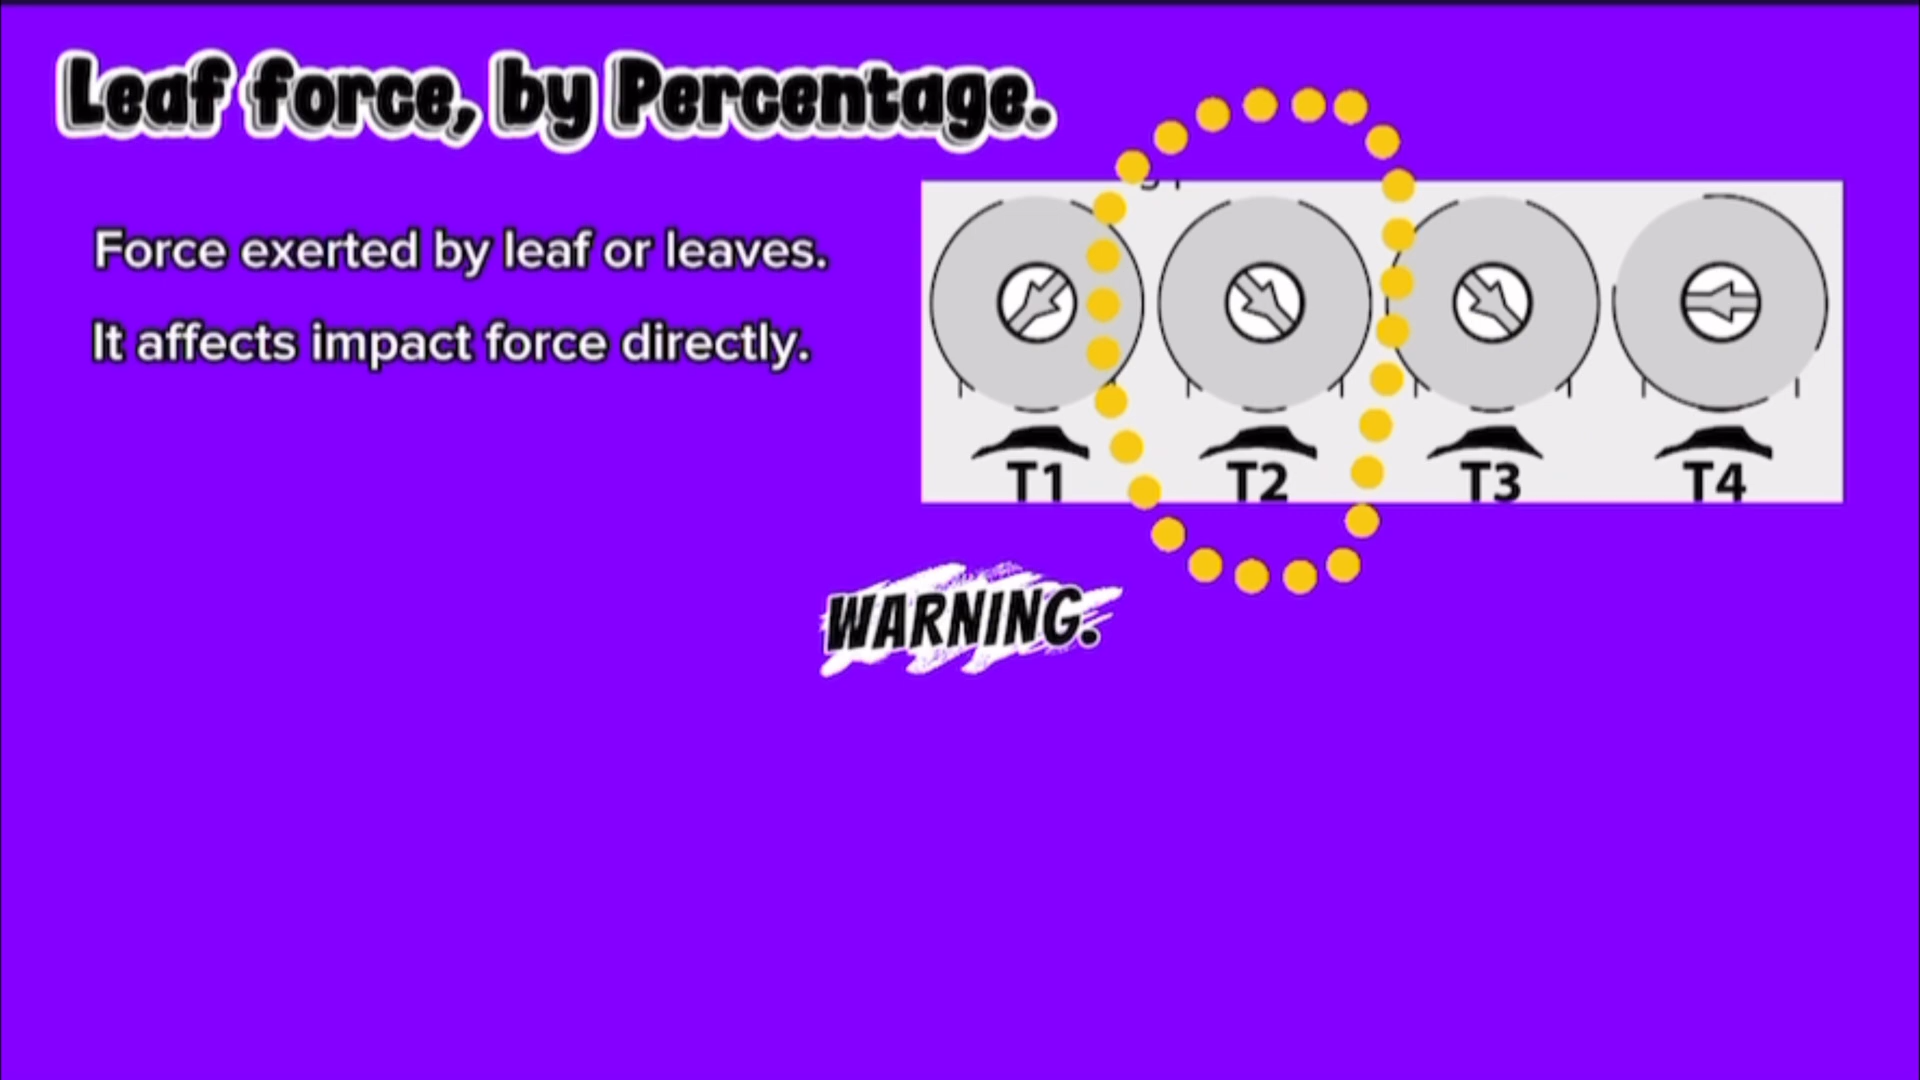 Leaf force, by Percentage.
Force exerted by leaf or leaves.
It affects impact force directly.
T1 T2 T3 T4
WARNING.